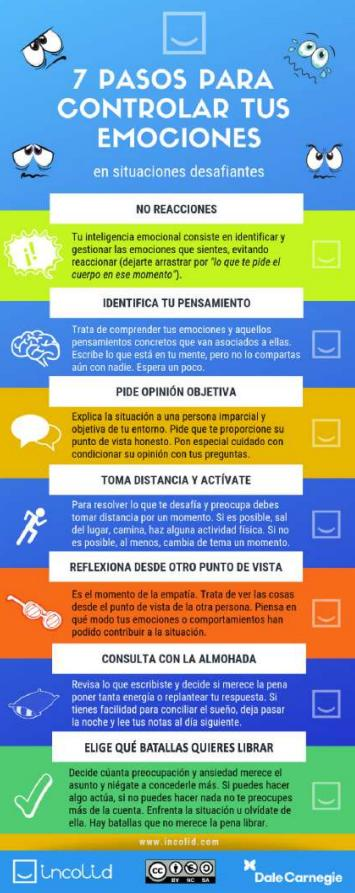 7 PASOS PARA
CONTROLAR TUS
EMOCIONES
en situaciones desafiantes
NO REACCIONES
Tu inteligencia emocional consiste en identificar y
gestionar las emociones que sientes, evitando
reaccionar (dejarte arrastrar por "lo que te pide el
cuerpo en ese momento").
IDENTIFICA TU PENSAMIENTO
Trata de comprender tus emociones y aquellos
pensamientos concretos que van asociados a ellas.
Escribe lo que está en tu mente, pero no lo compartas
aún con nadie. Espera un poco.
PIDE OPINIÓN OBJETIVA
Explica la situación a una persona imparcial y
objetiva de tu entorno. Pide que te proporcione su
punto de vista honesto. Pon especial cuidado con
condicionar su opinión con tus preguntas.
TOMA DISTANCIA Y ACTÍVATE
Para resolver lo que te desafía y preocupa debes
tomar distancia por un momento. Si es posible, sal
del lugar, camina, haz alguna actividad física. Si no
es posible, al menos, cambia de tema un momento.
REFLEXIONA DESDE OTRO PUNTO DE VISTA
Es el momento de la empatía. Trata de ver las cosas
desde el punto de vista de la otra persona. Piensa en
qué modo tus emociones o comportamientos han
podido contribuir a la situación.
CONSULTA CON LA ALMOHADA
Revisa lo que escribiste y decide si merece la pena
poner tanta energía o replantear tu respuesta. Si
tienes facilidad para conciliar el sueño, deja pasar
la noche y lee tus notas al día siguiente.
ELIGE QUÉ BATALLAS QUIERES LIBRAR
Decide cúanta preocupación y ansiedad merece el
asunto y niégate a concederle más. Si puedes hacer
algo actúa, si no puedes hacer nada no te preocupes
más de la cuenta. Enfrenta la situación u olvídate de
ella. Hay batallas que no merece la pena librar.
www.incolid.com
incolid
cc BY NC SA
Dale Carnegie